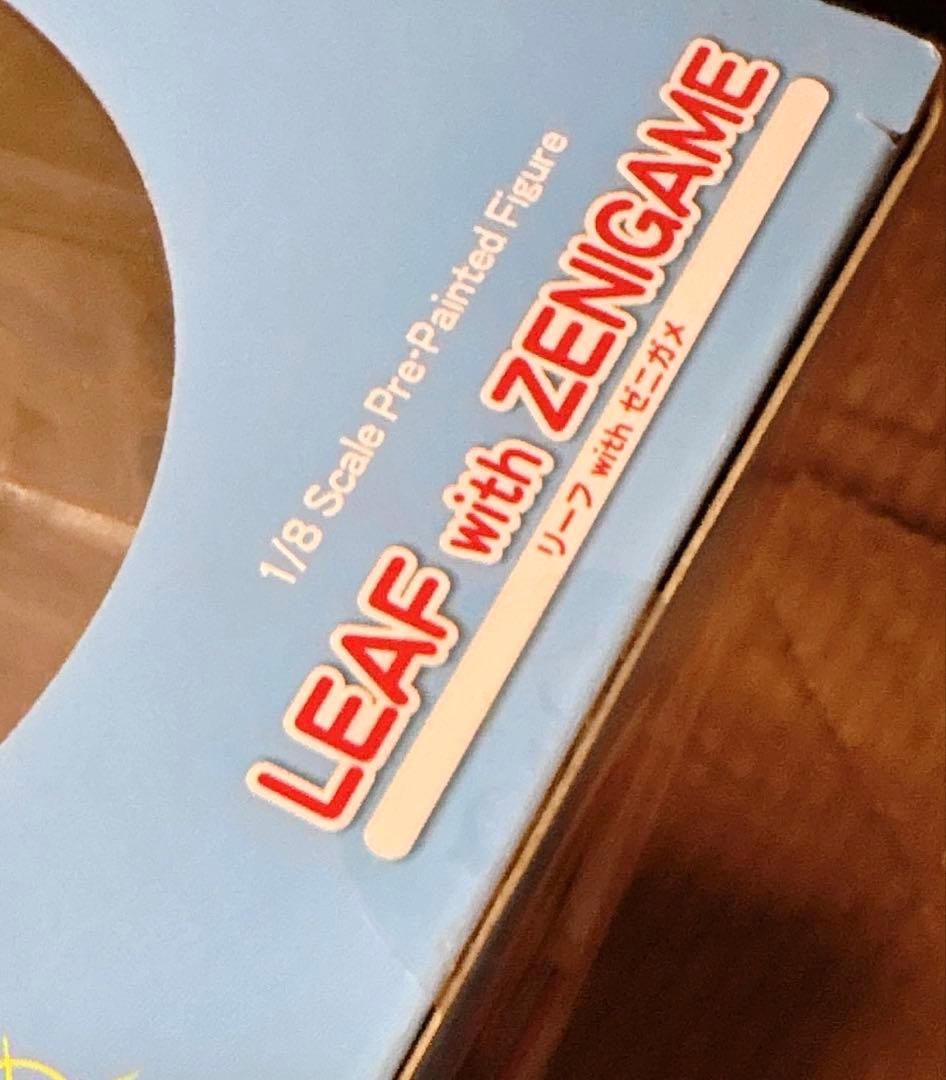 1/8 Scale Pre-Painted Figure
LEAF with ZENIGAME
リーフ with ゼニガメ